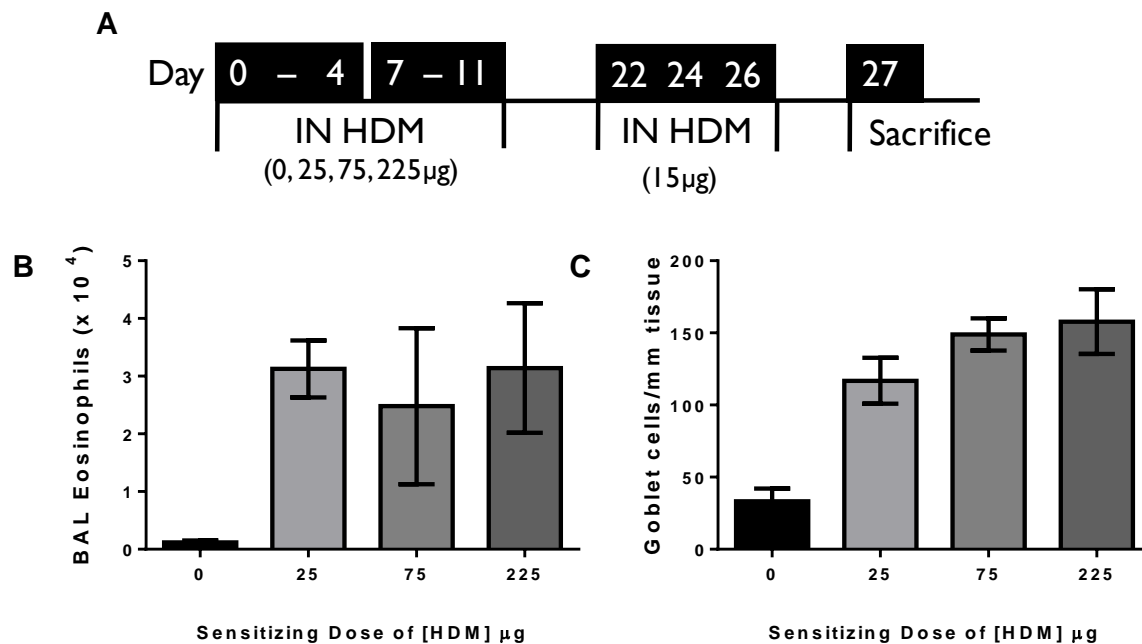 A
Day 0 – 4 7 – 11 22 24 26 27
IN HDM IN HDM Sacrifice
(0, 25, 75, 225µg) (15µg)
B
BAL Eosinophils (x 10 4)
5
4
3
2
1
0
0 25 75 225
Sensitizing Dose of [HDM] µg
C
Goblet cells/mm tissue
200
150
100
50
0
0 25 75 225
Sensitizing Dose of [HDM] µg